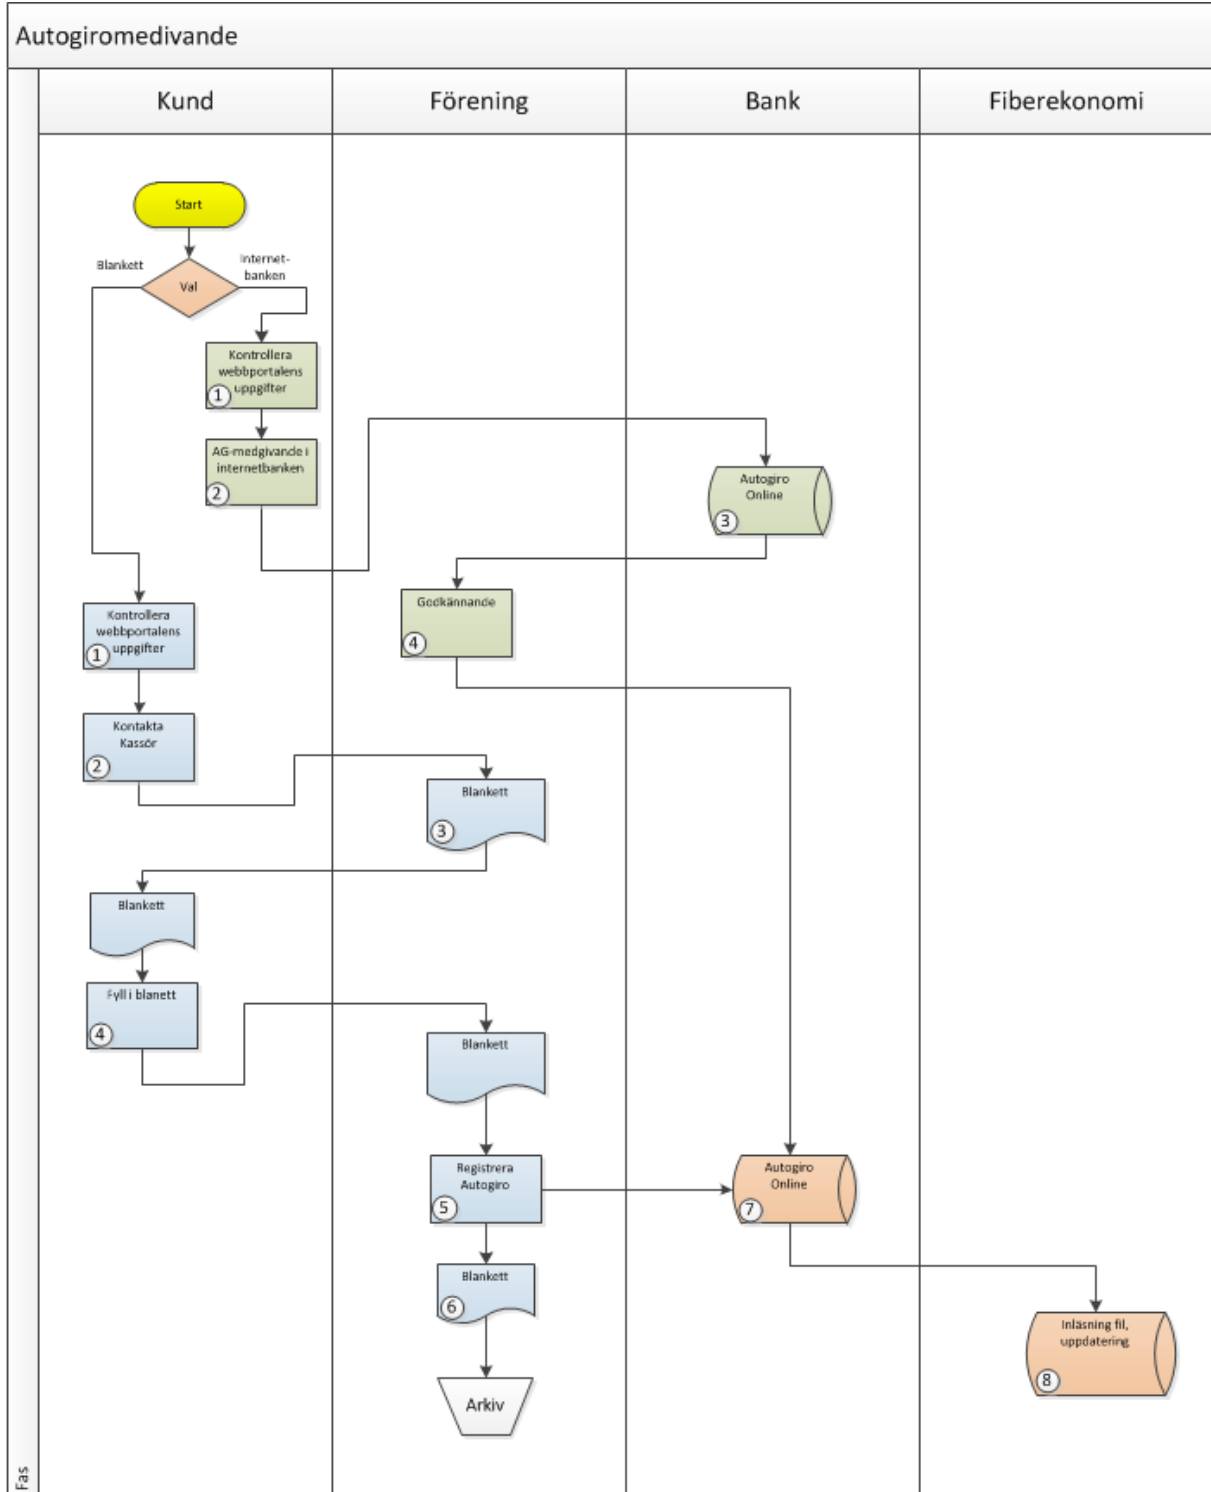 Autogiromedivande
Kund
Förening
Bank
Fiberekonomi
Start
Blankett
Internet-
banken
Val
Kontrollera
webbportalens
uppgifter
1
AG-medgivande i
internetbanken
2
Autogiro
Online
3
Godkännande
4
Kontrollera
webbportalens
uppgifter
1
Kontakta
Kassör
2
Blankett
3
Blankett
Fyll i blanett
4
Blankett
Registrera
Autogiro
5
Autogiro
Online
7
Blankett
6
Inläsning fil,
uppdatering
8
Arkiv
Fas